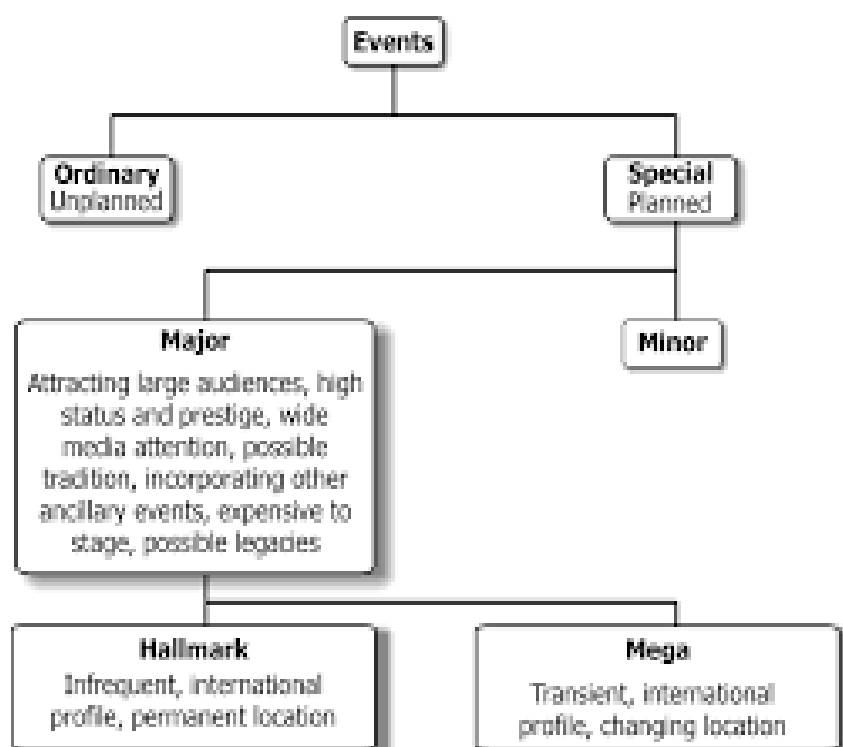 Events
Ordinary
Unplanned
Special
Planned
Major
Attracting large audiences, high
status and prestige, wide
media attention, possible
tradition, incorporating other
ancillary events, expensive to
stage, possible legacies
Minor
Hallmark
Infrequent, international
profile, permanent location
Mega
Transient, international
profile, changing location